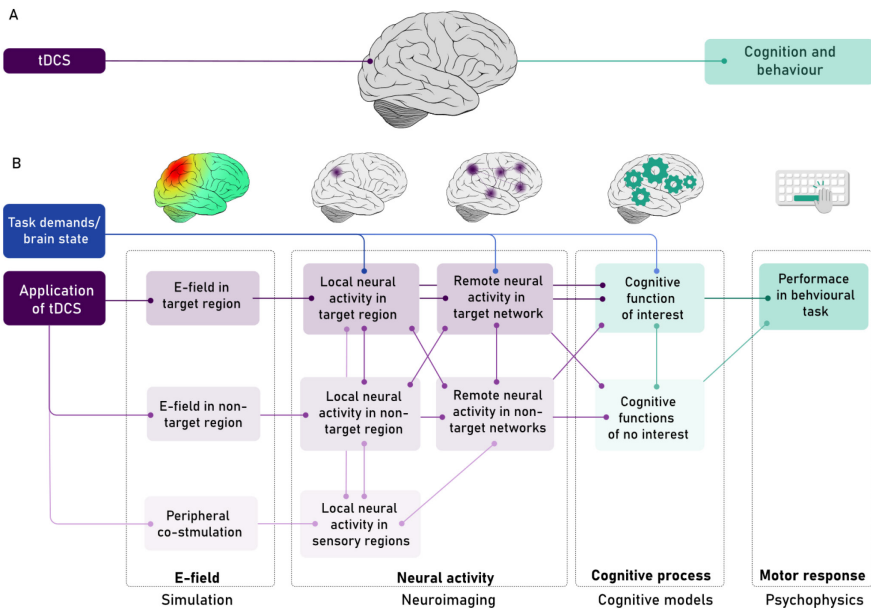 A
tDCS
Cognition and
behaviour
B
Task demands/
brain state
Application
of tDCS
E-field in
target region
Local neural
activity in
target region
Remote neural
activity in
target network
Cognitive
function
of interest
Performace
in behvioural
task
E-field in non-
target region
Local neural
activity in non-
target region
Remote neural
activity in non-
target networks
Cognitive
functions
of no interest
Peripheral
co-stmulation
Local neural
activity in
sensory regions
E-field
Neural activity
Cognitive process
Motor response
Simulation
Neuroimaging
Cognitive models
Psychophysics